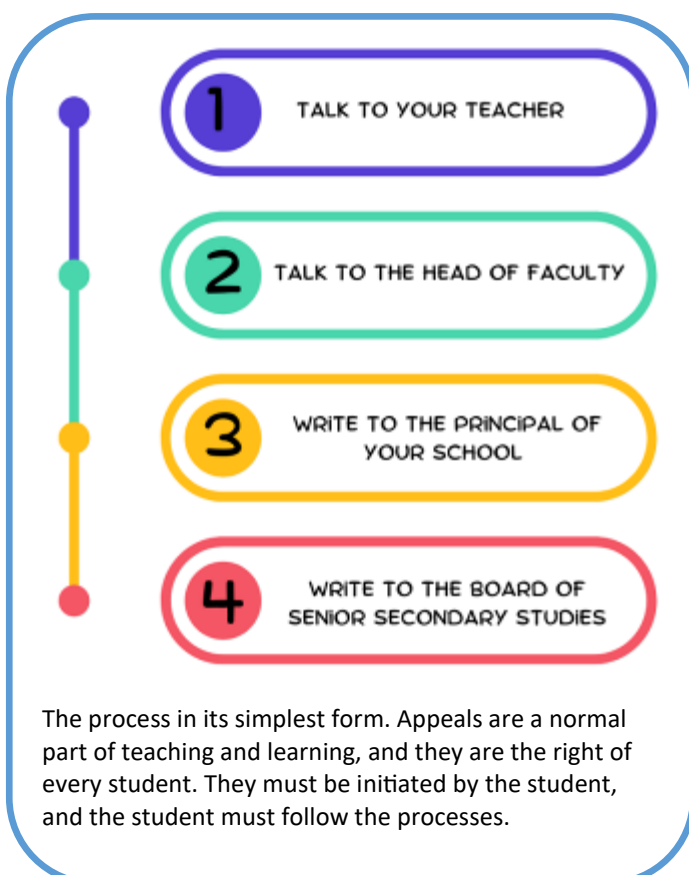 1
TALK TO YOUR TEACHER
2
TALK TO THE HEAD OF FACULTY
3
WRITE TO THE PRINCIPAL OF
YOUR SCHOOL
4
WRITE TO THE BOARD OF
SENIOR SECONDARY STUDIES
The process in its simplest form. Appeals are a normal
part of teaching and learning, and they are the right of
every student. They must be initiated by the student,
and the student must follow the processes.